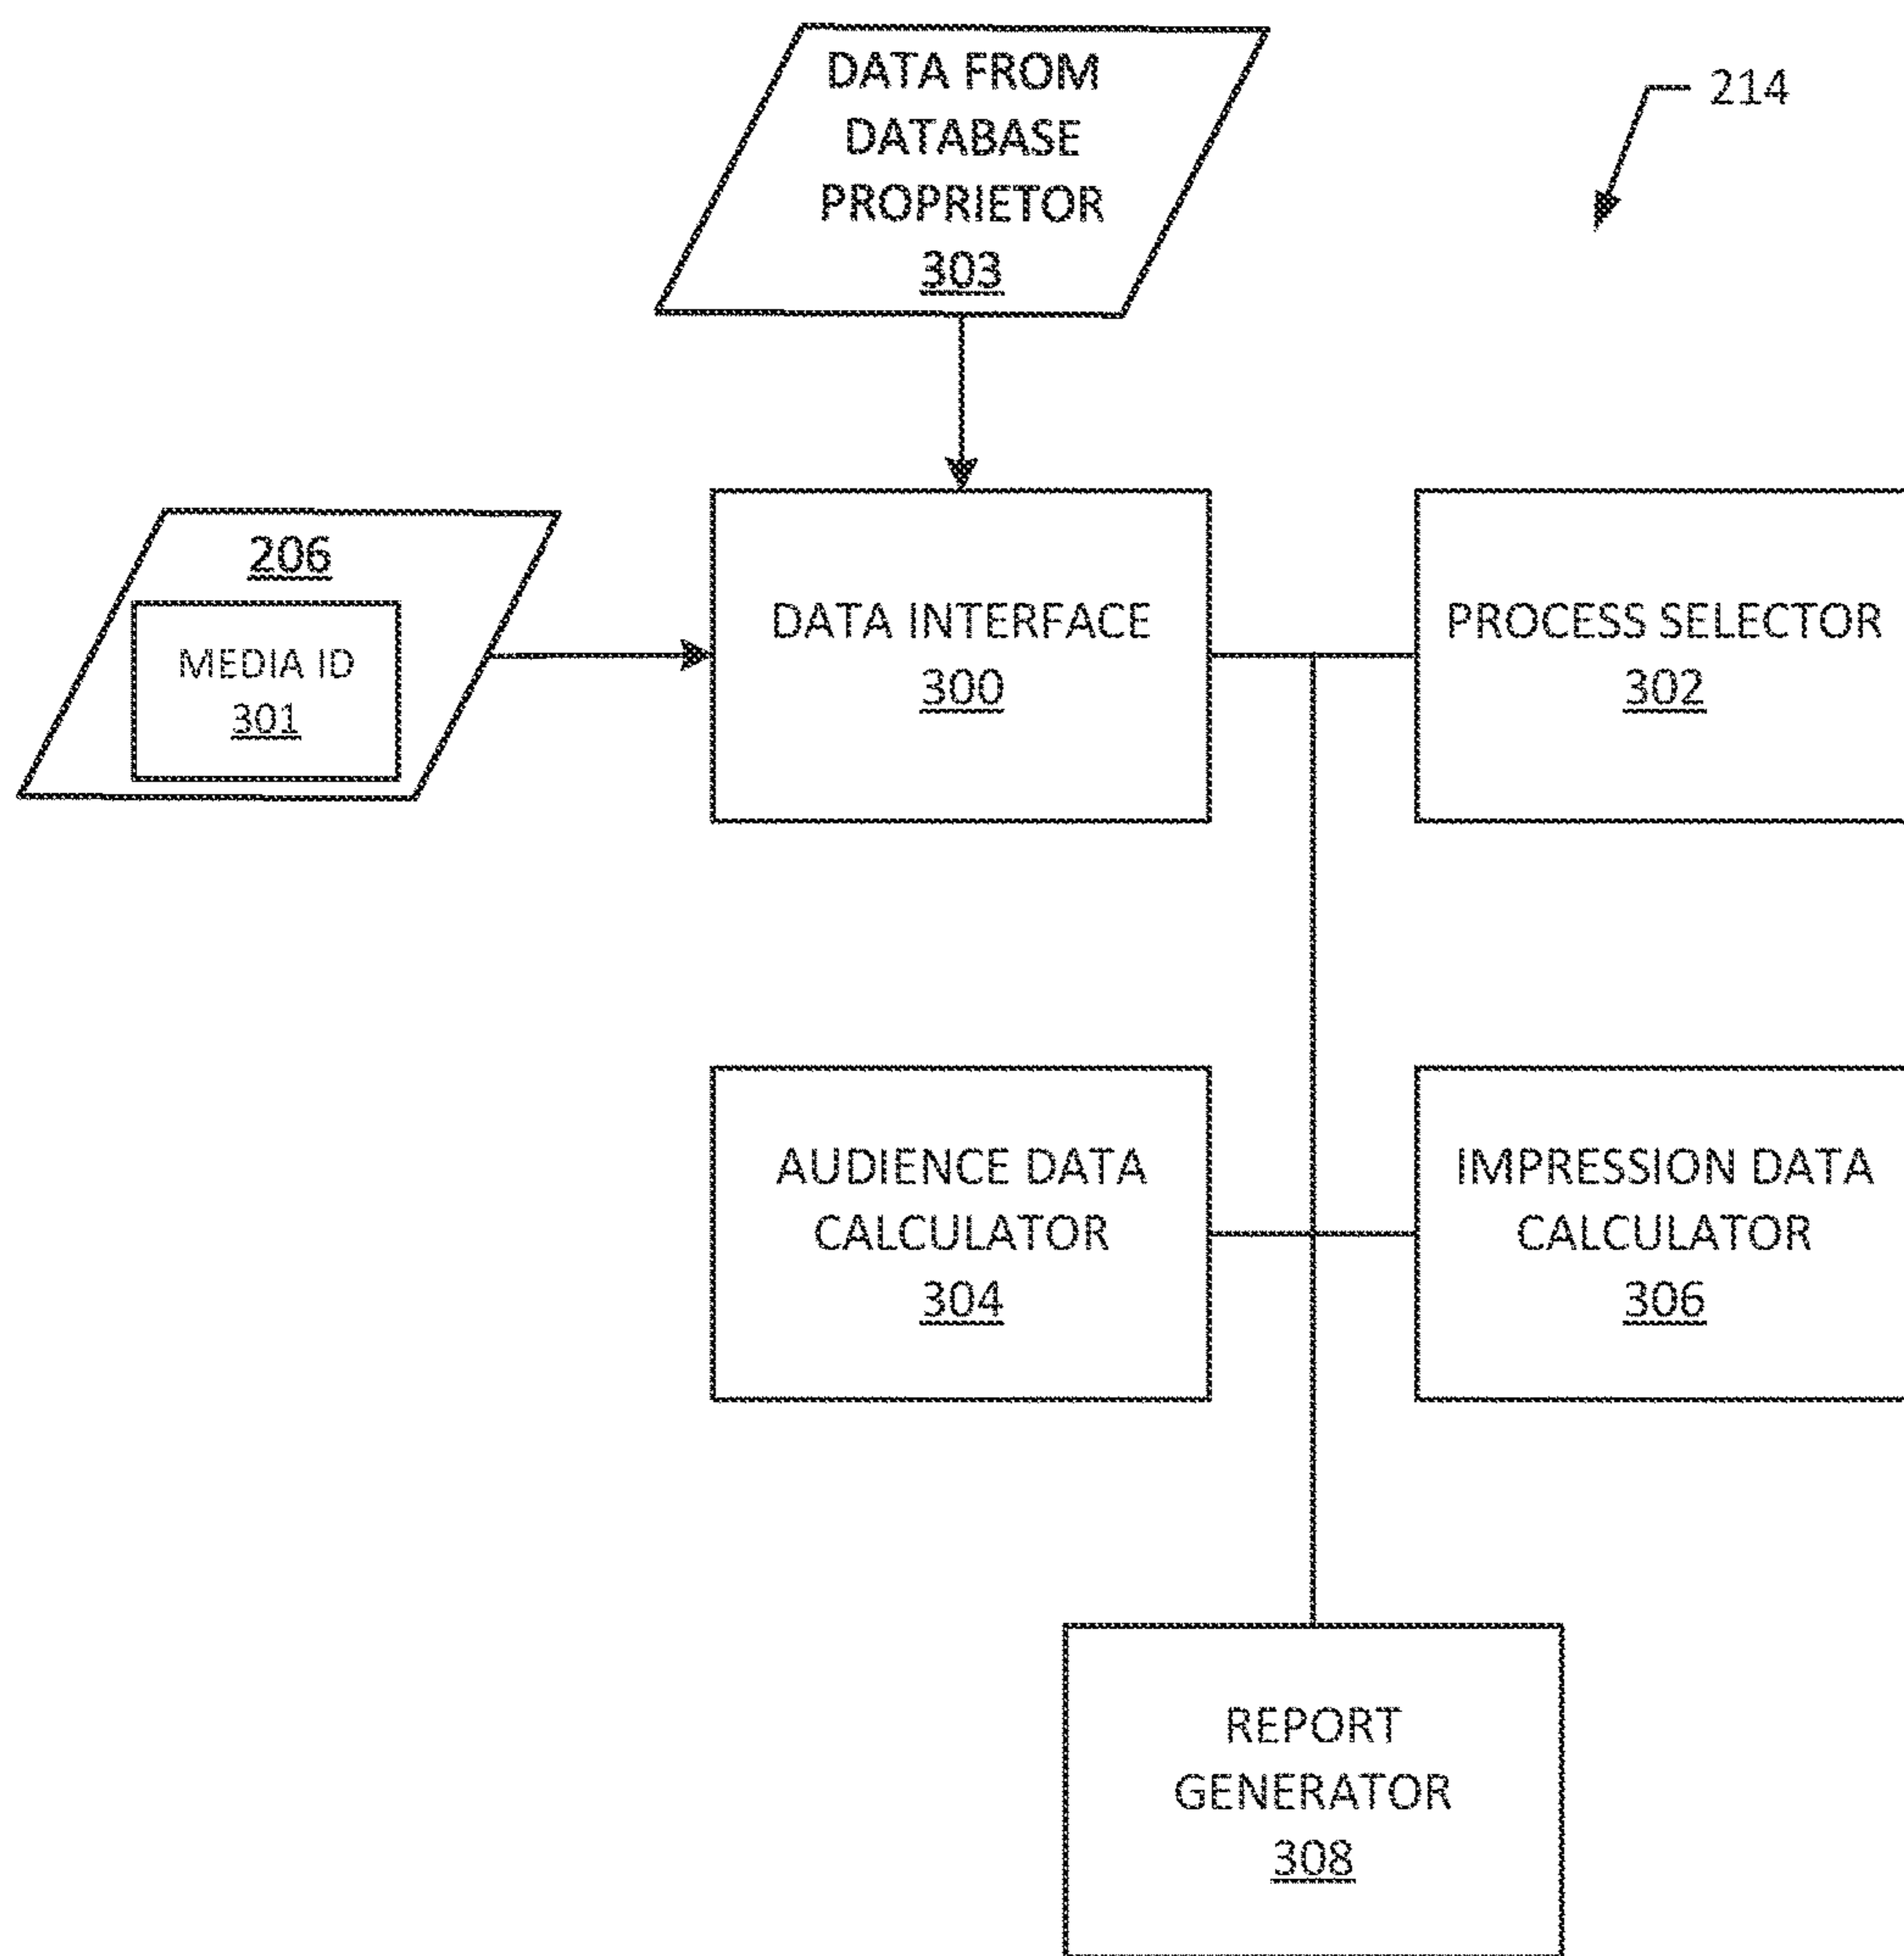 DATA FROM
DATABASE
PROPRIETOR
303
214
206
MEDIA ID
301
DATA INTERFACE
300
PROCESS SELECTOR
302
AUDIENCE DATA
CALCULATOR
304
IMPRESSION DATA
CALCULATOR
306
REPORT
GENERATOR
308